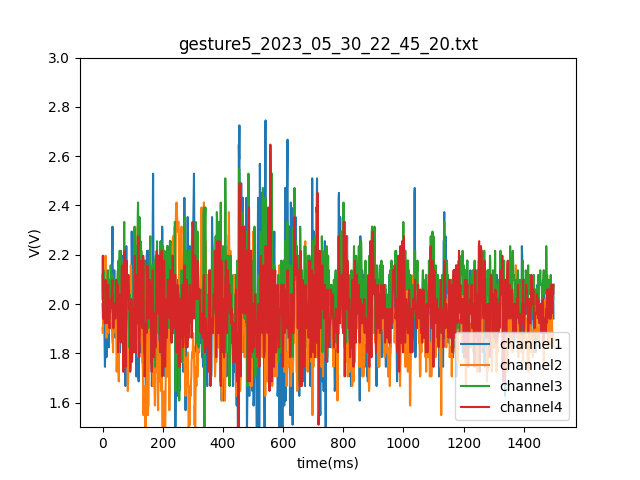 gesture5_2023_05_30_22_45_20.txt
3.0
2.8
2.6
2.4
2.2
2.0
1.8
1.6
V(V)
0 200 400 600 800 1000 1200 1400
time(ms)
channel1
channel2
channel3
channel4